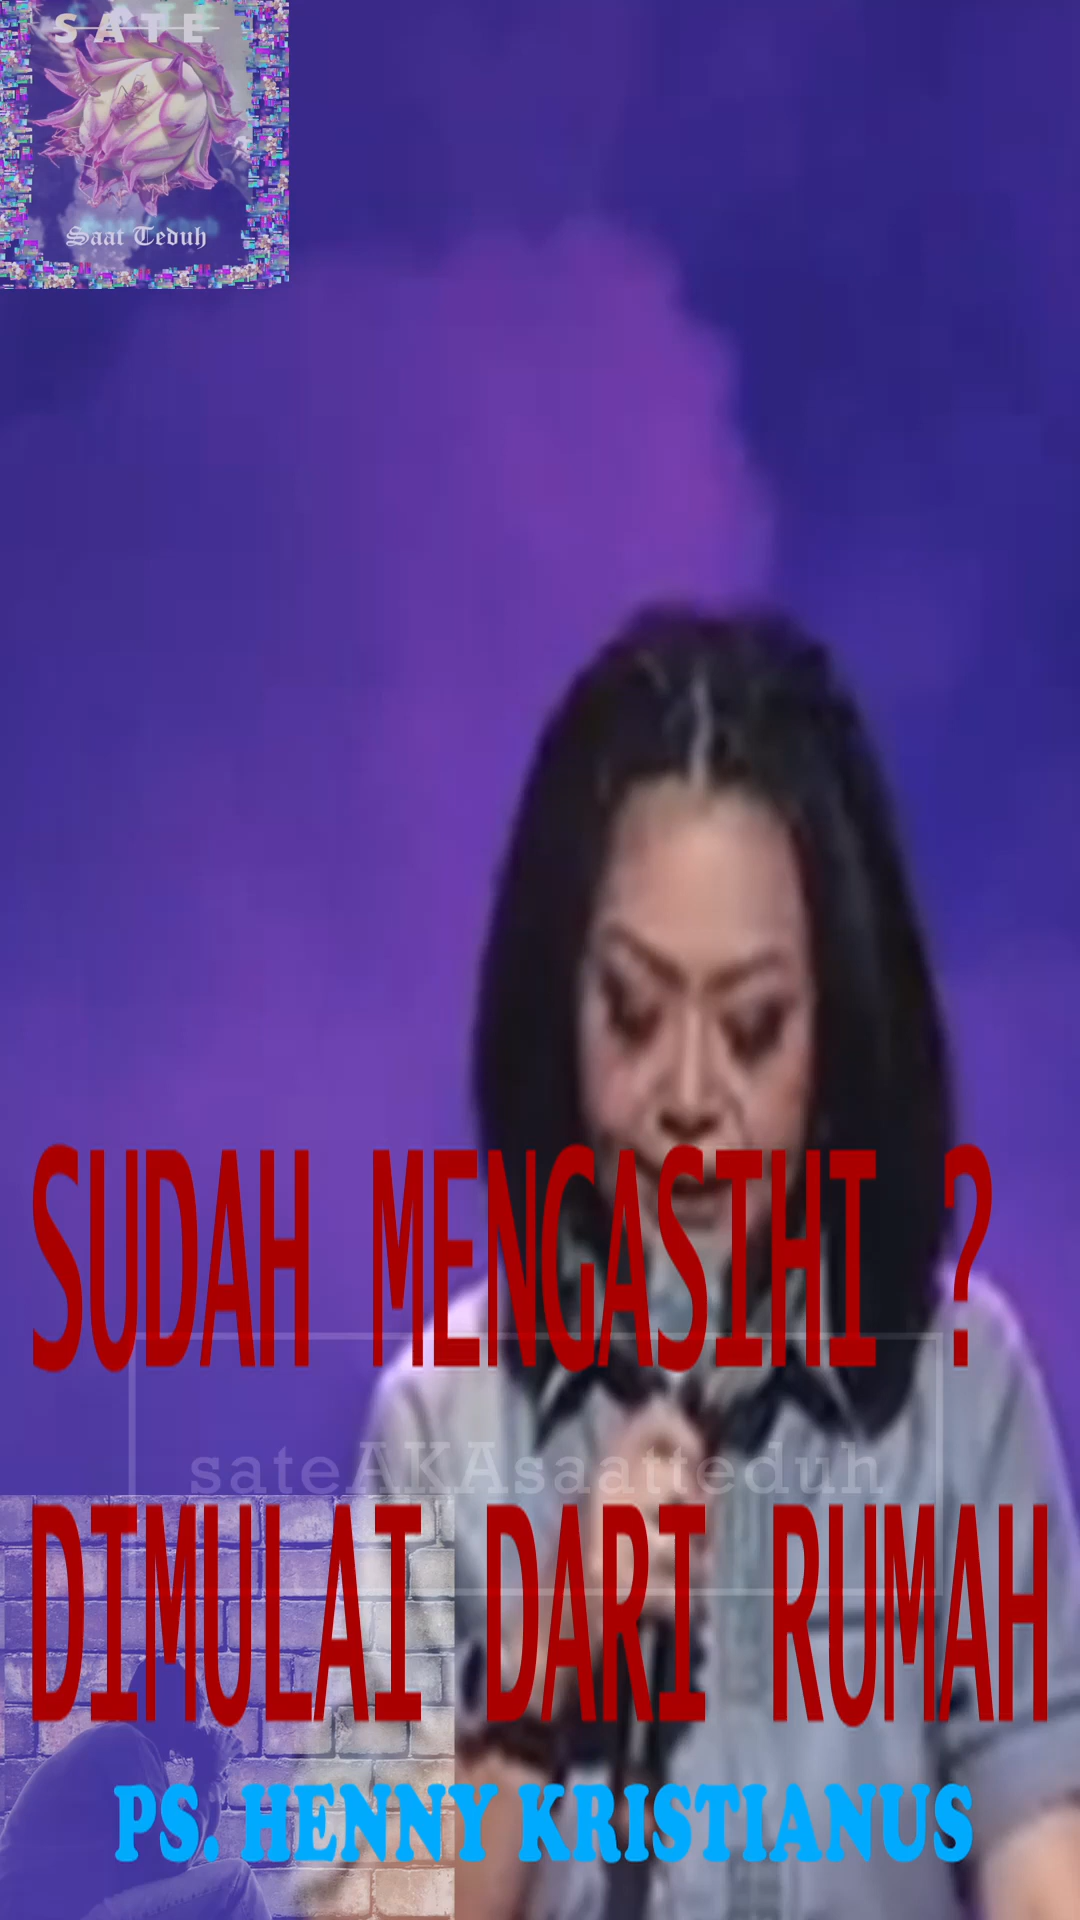 SATE
Saat Teduh
SUDAH MENGASIHI ?
sateAKAsaatteduh
DIMULAI DARI RUMAH
PS. HENNY KRISTIANUS